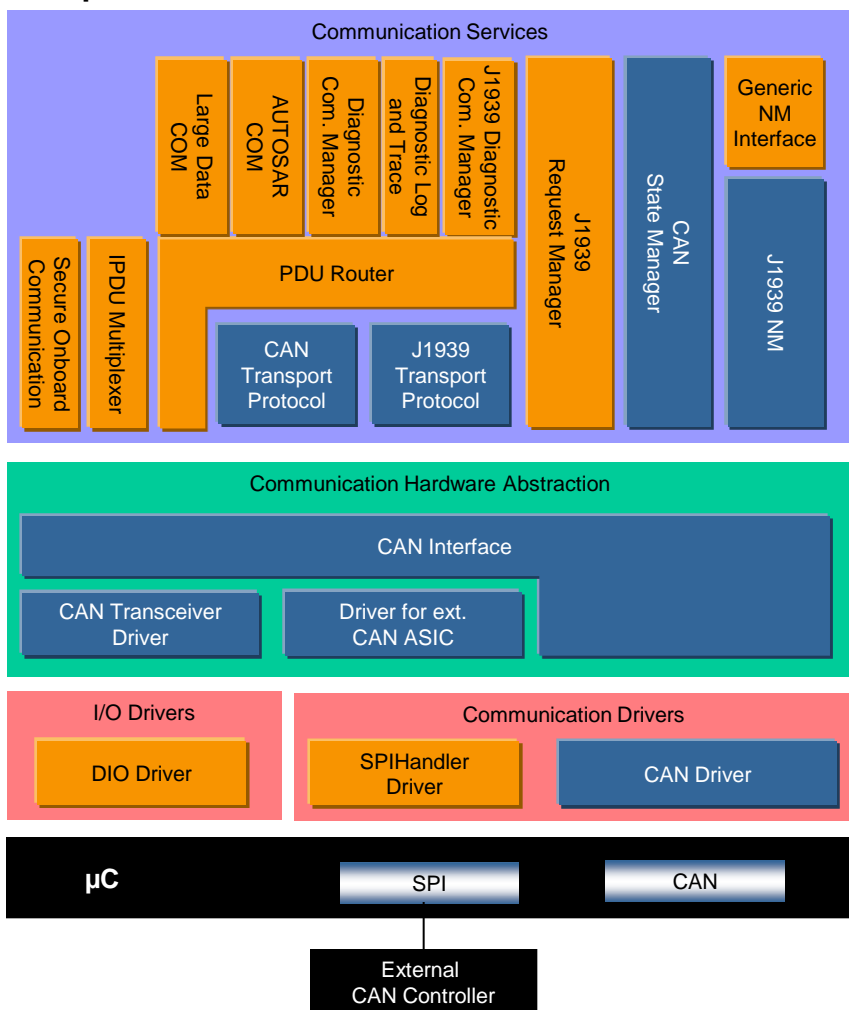 Communication Services
Large Data
COM
AUTOSAR
COM
Diagnostic
Com. Manager
Diagnostic Log
and Trace
J1939 Diagnostic
Com. Manager
J1939
Request Manager
CAN
State Manager
Generic
NM
Interface
J1939 NM
Secure Onboard
Communication
IPDU Multiplexer
PDU Router
CAN
Transport
Protocol
J1939
Transport
Protocol
Communication Hardware Abstraction
CAN Interface
CAN Transceiver
Driver
Driver for ext.
CAN ASIC
I/O Drivers
DIO Driver
Communication Drivers
SPIHandler
Driver
CAN Driver
µC
SPI
CAN
External
CAN Controller